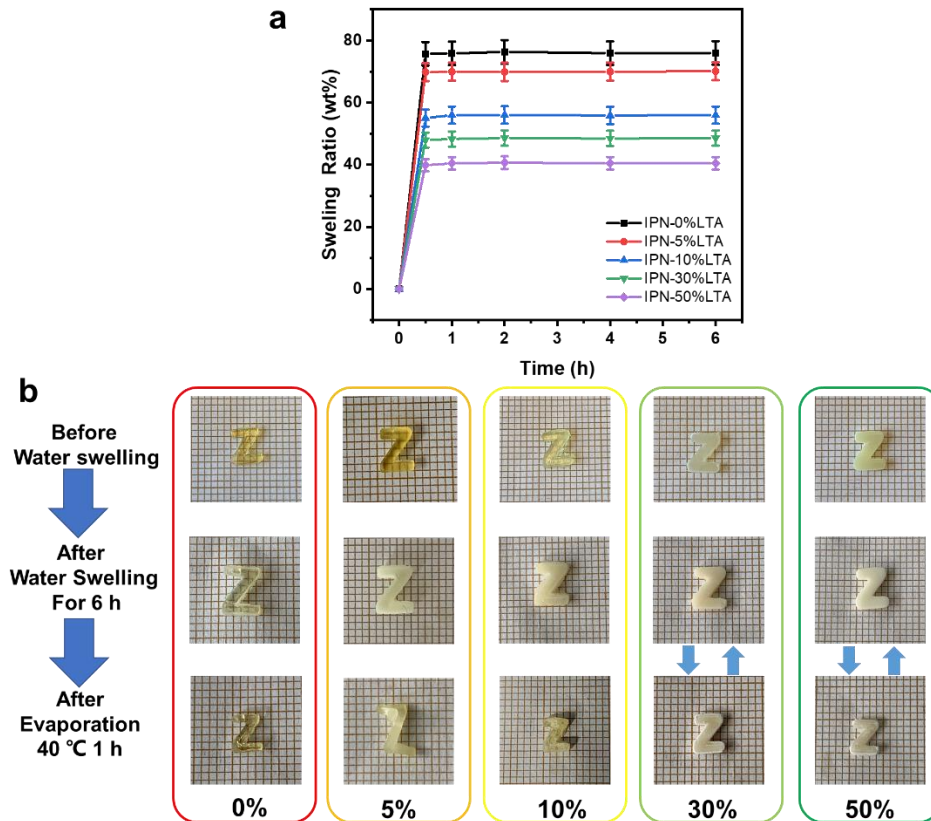 a
Sweling Ratio (wt%)
80
60
40
20
0
IPN-0%LTA
IPN-5%LTA
IPN-10%LTA
IPN-30%LTA
IPN-50%LTA
0 1 2 3 4 5 6
Time (h)
b
Before
Water swelling
After
Water Swelling
For 6 h
After
Evaporation
40 ℃ 1 h
Z Z Z Z Z
Z Z Z Z Z
Z Z Z Z Z
0% 5% 10% 30% 50%